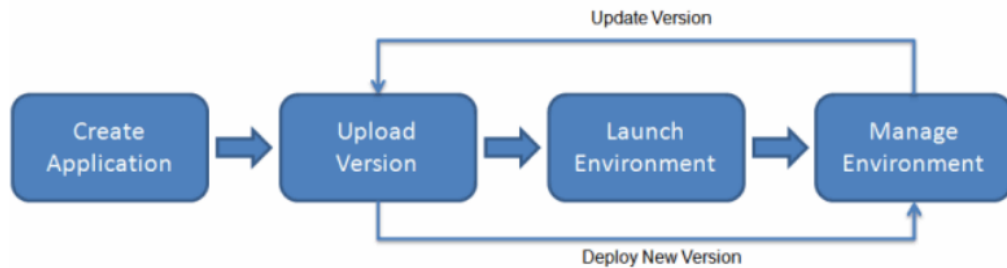 Update Version
Create
Application
Upload
Version
Launch
Environment
Manage
Environment
Deploy New Version